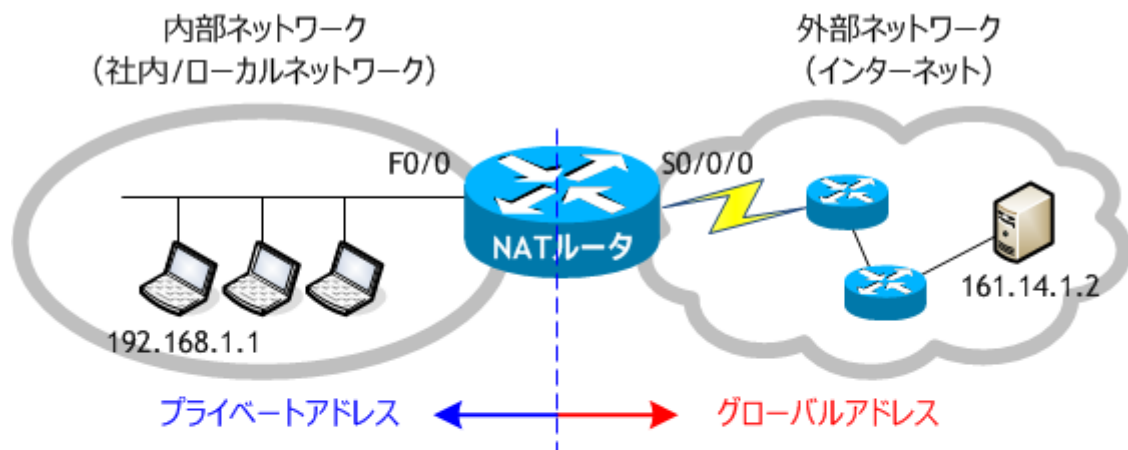 内部ネットワーク
（社内/ローカルネットワーク）
外部ネットワーク
（インターネット）
F0/0
S0/0/0
NATルータ
192.168.1.1
161.14.1.2
プライベートアドレス
グローバルアドレス